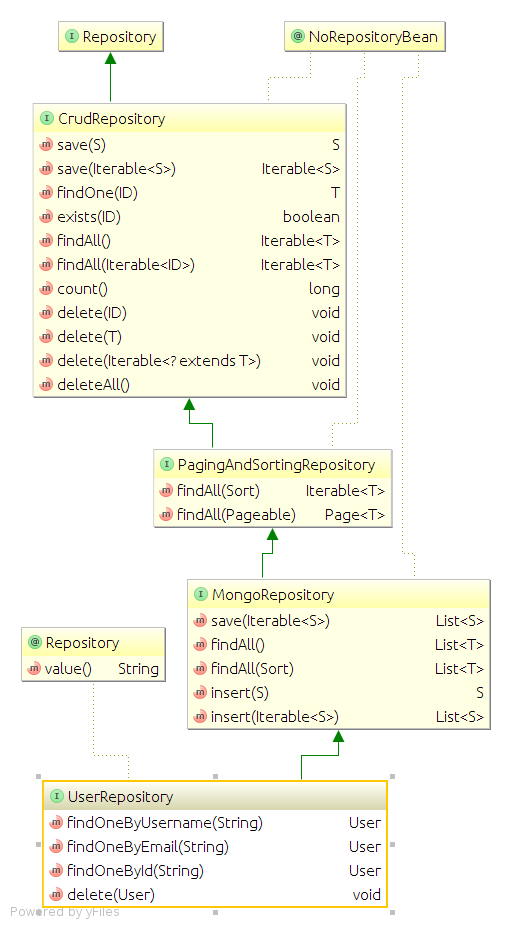 Repository
NoRepositoryBean
CrudRepository
save(S) S
save(Iterable<S>) Iterable<S>
findOne(ID) T
exists(ID) boolean
findAll() Iterable<T>
findAll(Iterable<ID>) Iterable<T>
count() long
delete(ID) void
delete(T) void
delete(Iterable<? extends T>) void
deleteAll() void
PagingAndSortingRepository
findAll(Sort) Iterable<T>
findAll(Pageable) Page<T>
MongoRepository
save(Iterable<S>) List<S>
findAll() List<T>
findAll(Sort) List<T>
insert(S) S
insert(Iterable<S>) List<S>
Repository
value() String
UserRepository
findOneByUsername(String) User
findOneByEmail(String) User
findOneById(String) User
delete(User) void
Powered by yFiles